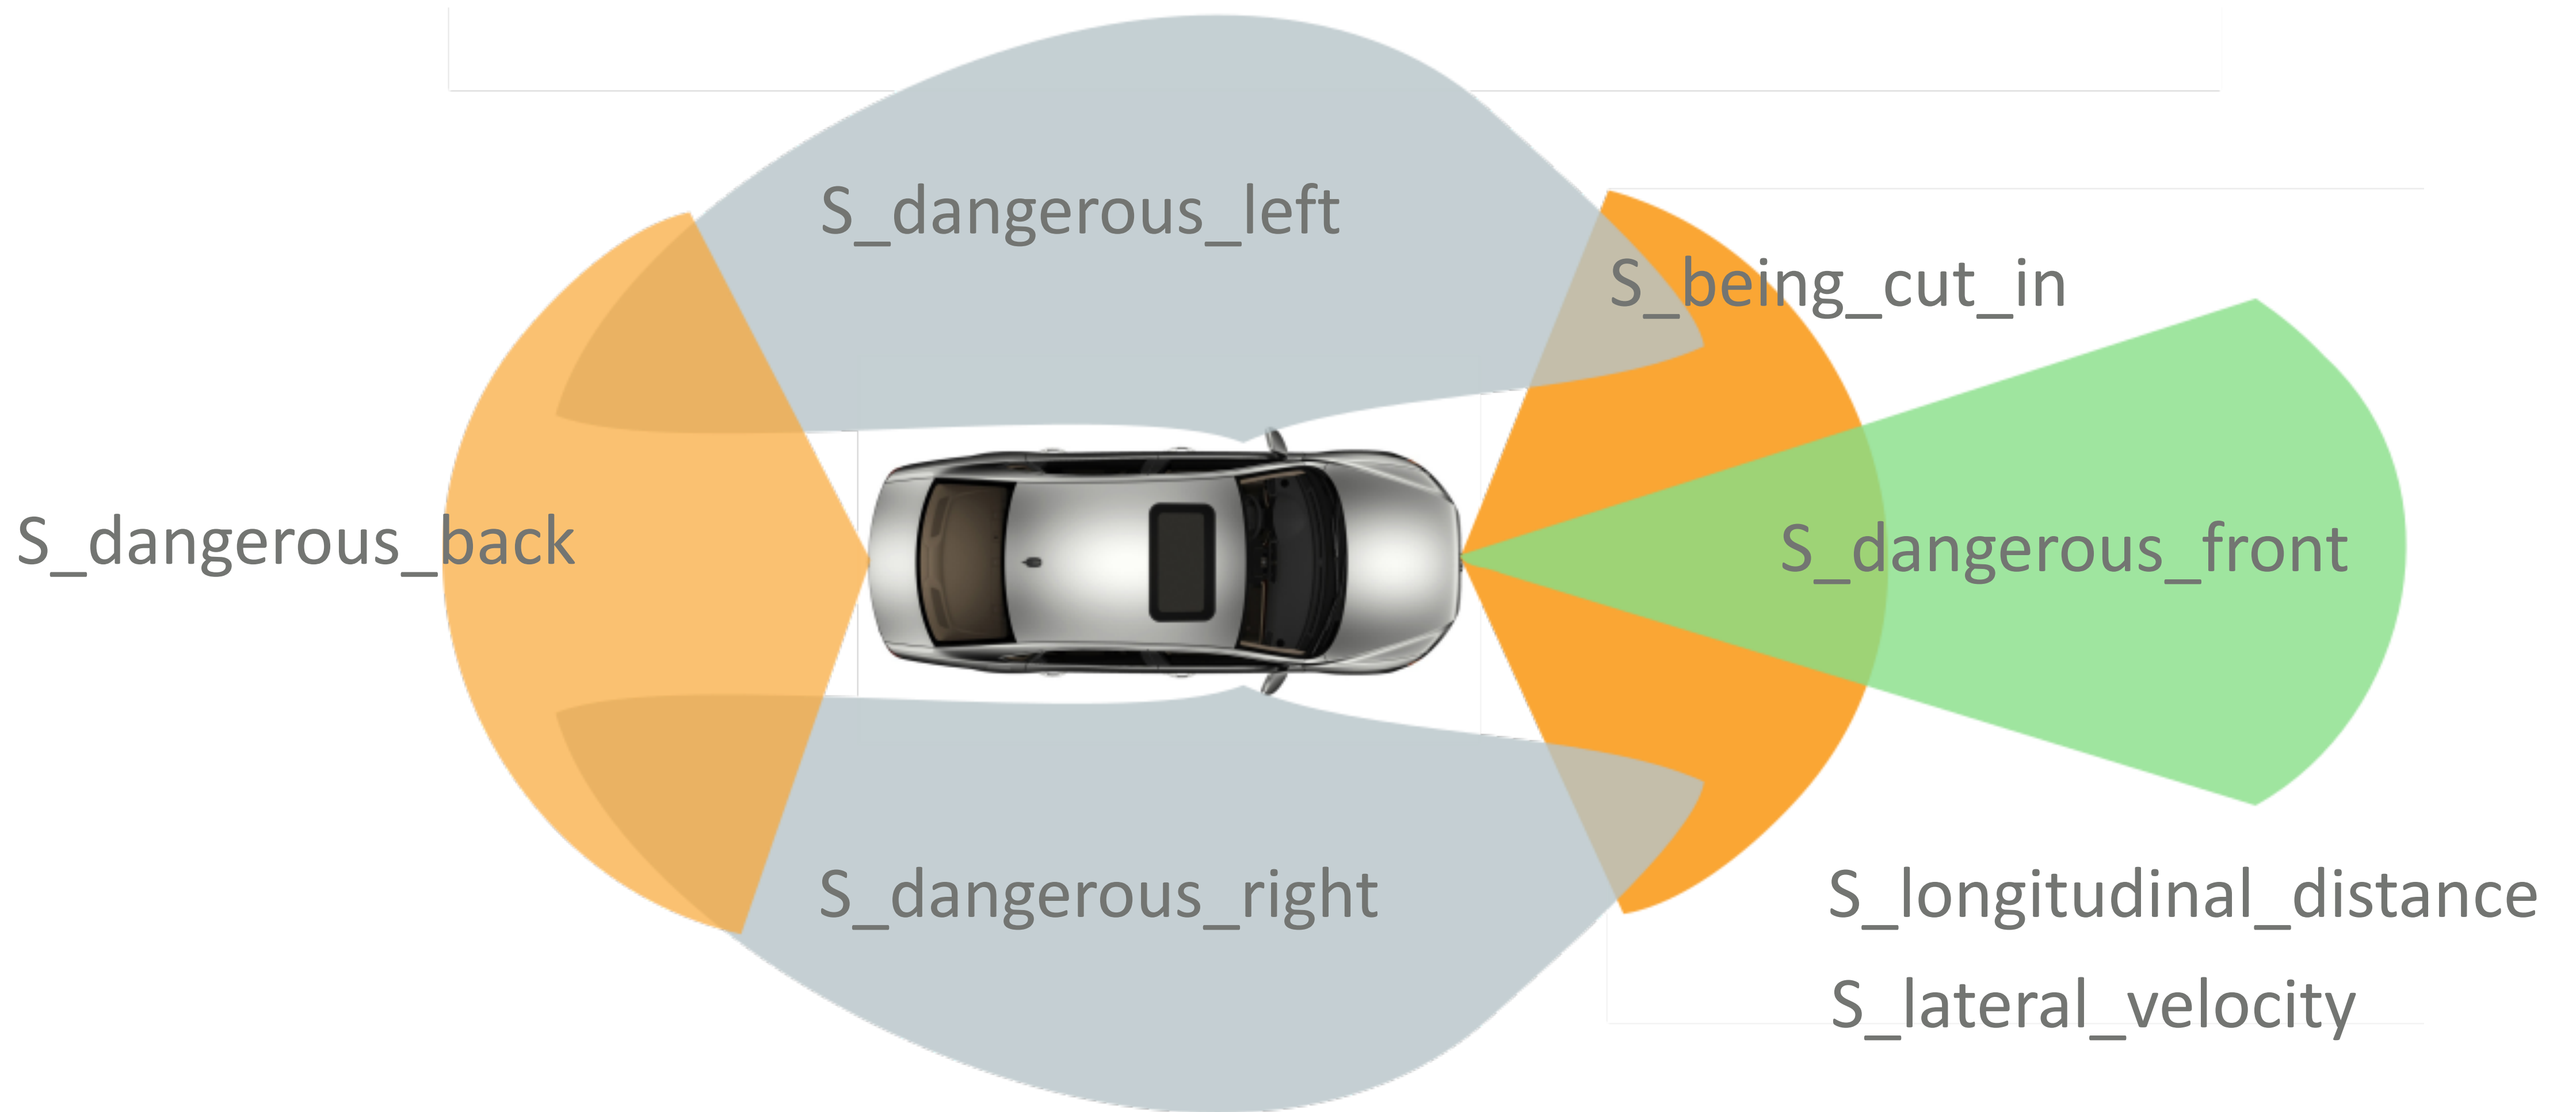 S_dangerous_left
S_being_cut_in
S_dangerous_back
S_dangerous_front
S_dangerous_right
S_longitudinal_distance
S_lateral_velocity